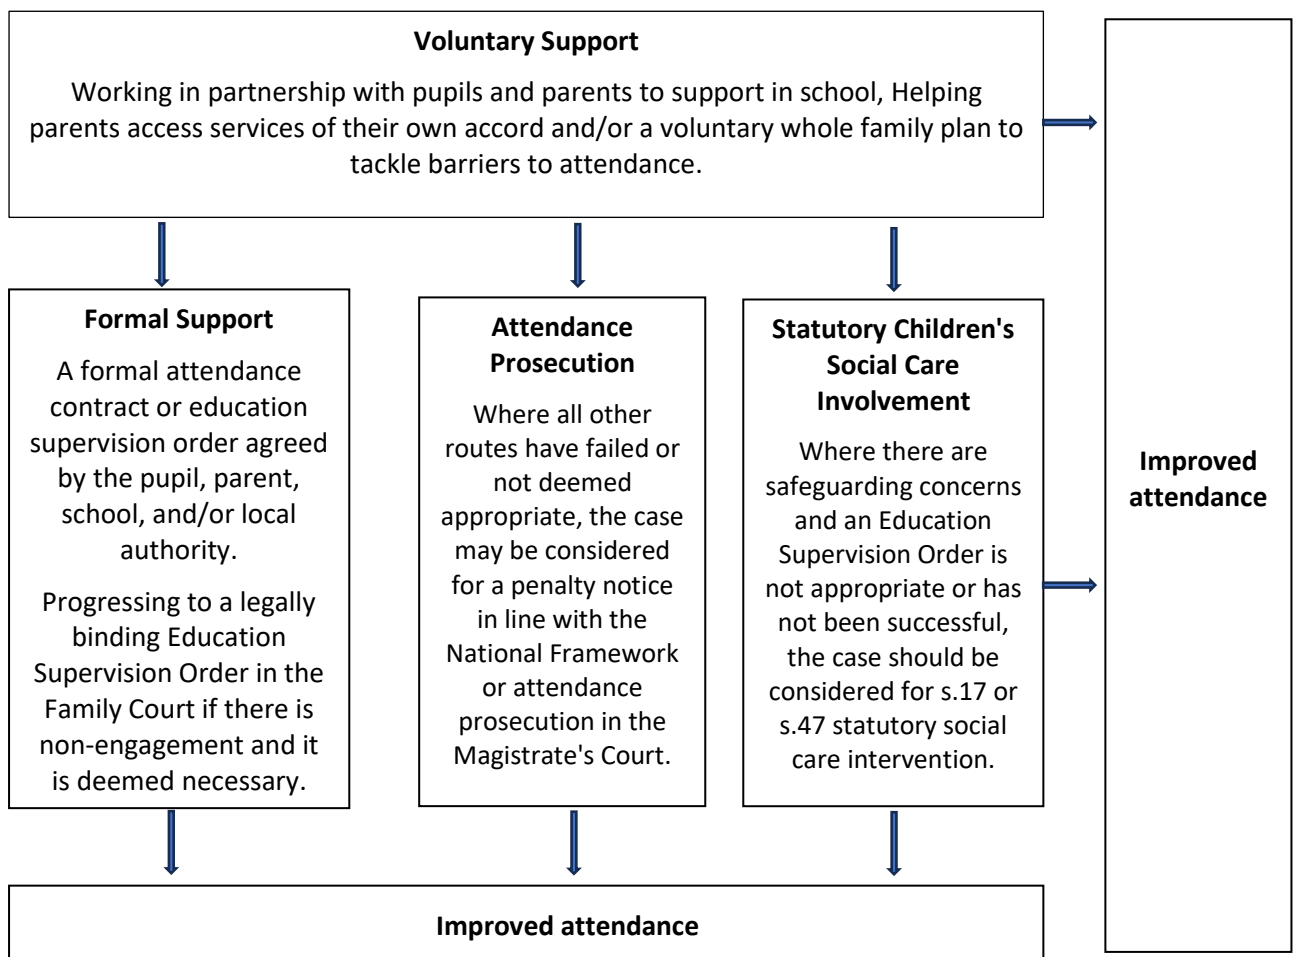 Voluntary Support
Working in partnership with pupils and parents to support in school, Helping
parents access services of their own accord and/or a voluntary whole family plan to
tackle barriers to attendance.
Formal Support
A formal attendance
contract or education
supervision order agreed
by the pupil, parent,
school, and/or local
authority.
Progressing to a legally
binding Education
Supervision Order in the
Family Court if there is
non-engagement and it
is deemed necessary.
Attendance
Prosecution
Where all other
routes have failed or
not deemed
appropriate, the case
may be considered
for a penalty notice
in line with the
National Framework
or attendance
prosecution in the
Magistrate's Court.
Statutory Children's
Social Care
Involvement
Where there are
safeguarding concerns
and an Education
Supervision Order is
not appropriate or has
not been successful,
the case should be
considered for s.17 or
s.47 statutory social
care intervention.
Improved
attendance
Improved attendance